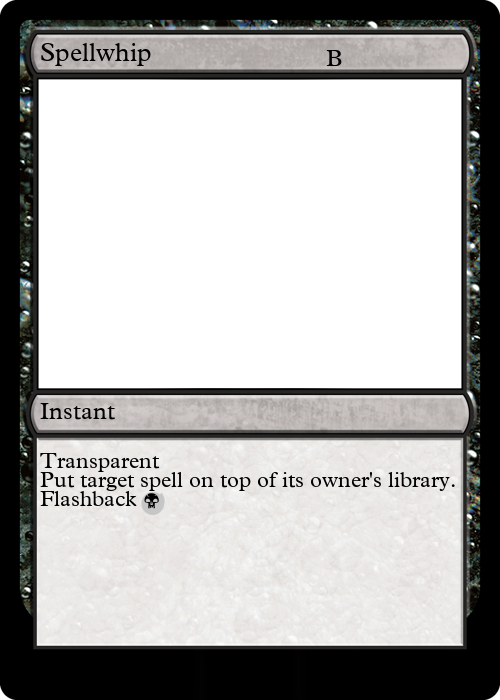 Spellwhip B
Instant
Transparent
Put target spell on top of its owner's library.
Flashback